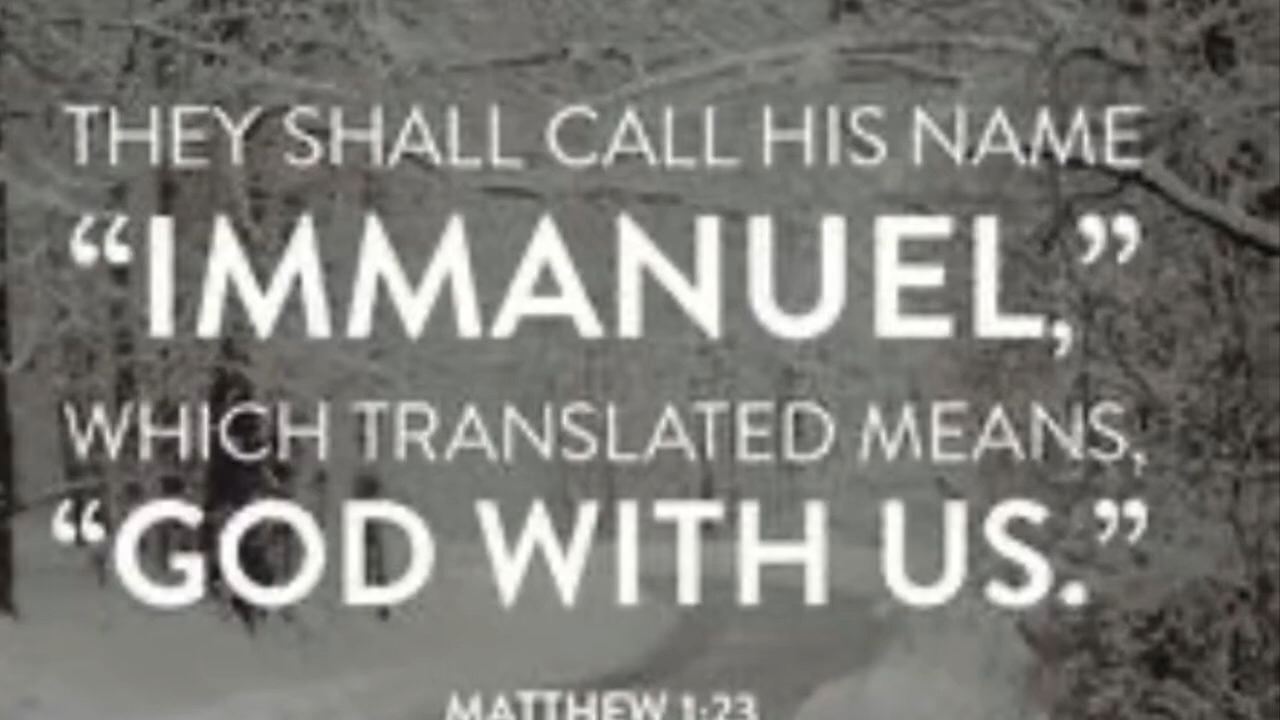 THEY SHALL CALL HIS NAME
“IMMANUEL,”
WHICH TRANSLATED MEANS,
“GOD WITH US.”
MATTHEW 1:23